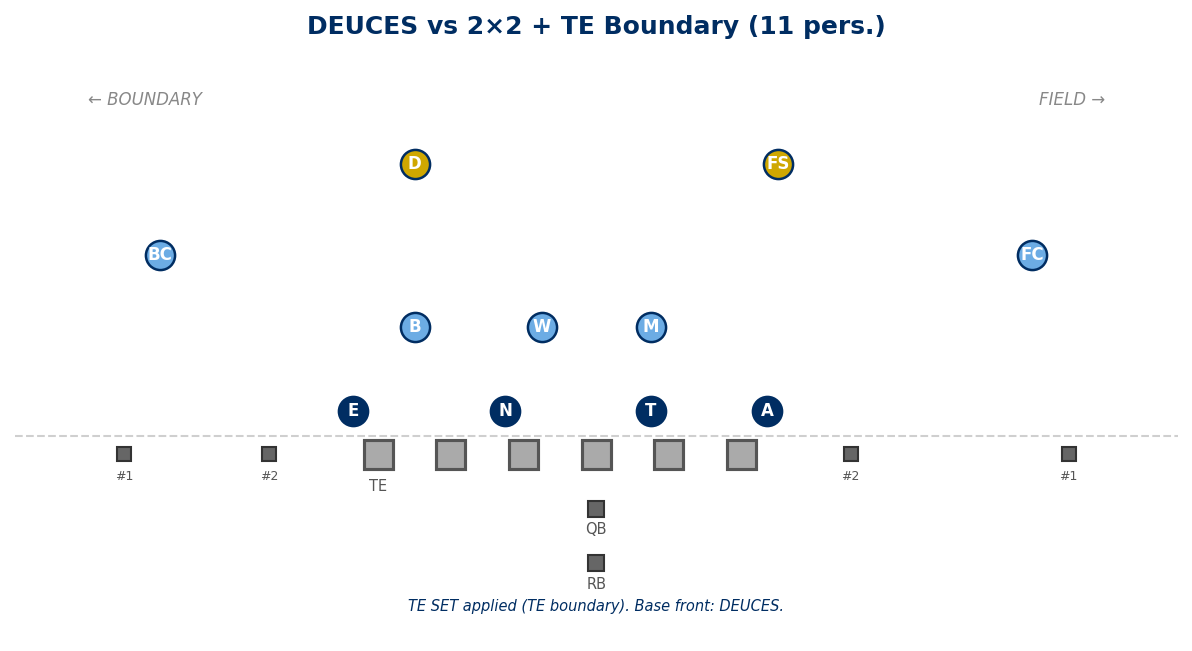 DEUCES vs 2×2 + TE Boundary (11 pers.)
← BOUNDARY
FIELD →
D
FS
BC
FC
B
W
M
E
N
T
A
#1
#2
#2
#1
TE
QB
RB
TE SET applied (TE boundary). Base front: DEUCES.